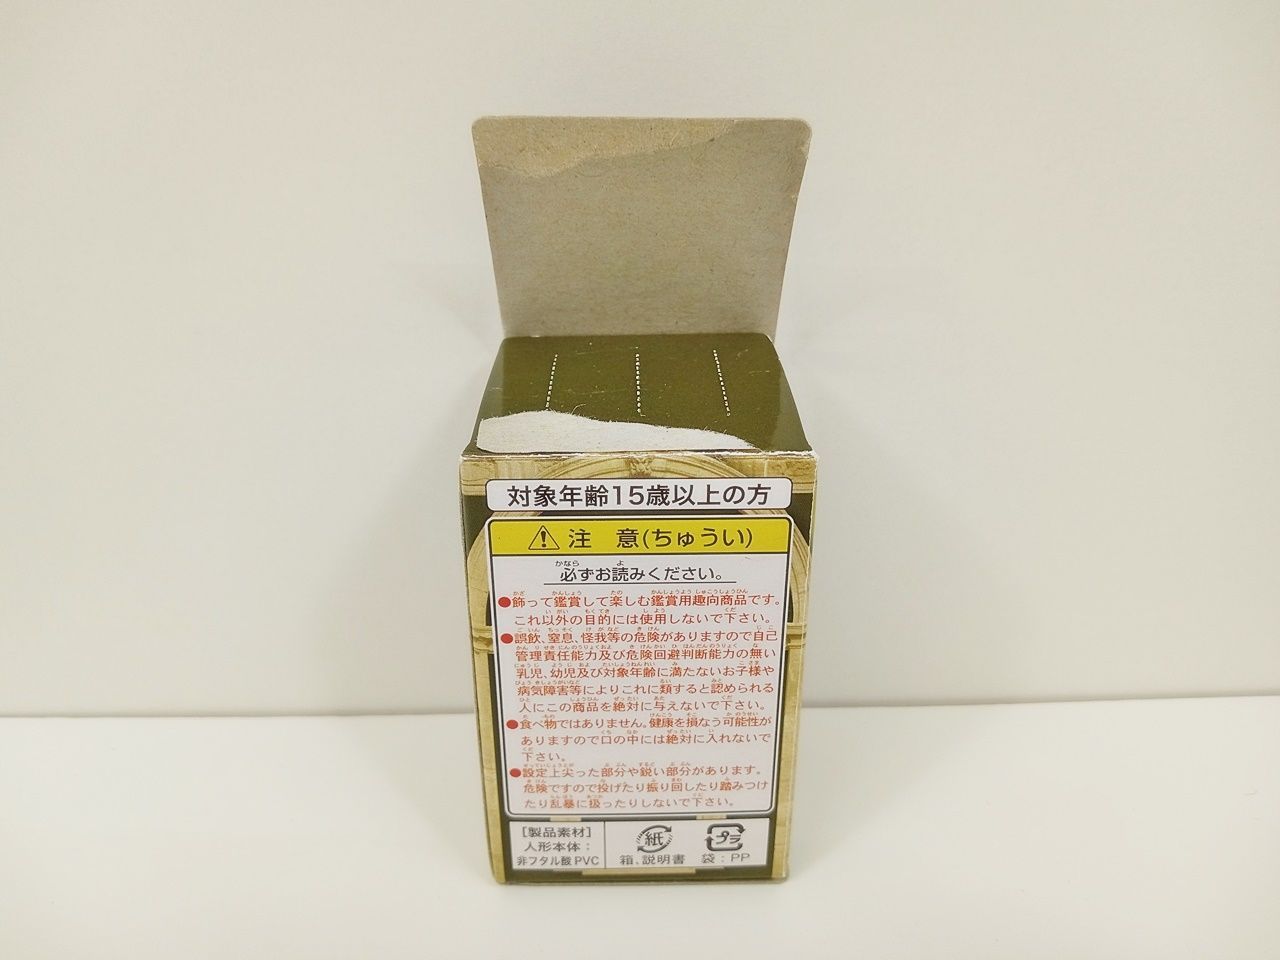 対象年齢15歳以上の方
注 意(ちゅうい)
必ずお読みください。
●飾って鑑賞して楽しむ鑑賞用趣向商品です。
これ以外の目的には使用しないで下さい。
●誤飲、窒息、怪我等の危険がありますので自己
管理責任能力及び危険回避判断能力の無い
乳児、幼児及び対象年齢に満たないお子様や
病気障害等によりこれに類すると認められる
人にこの商品を絶対に与えないで下さい。
●食べ物ではありません。健康を損なう可能性が
ありますので口の中には絶対に入れないで
下さい。
●設定上尖った部分や鋭い部分があります。
危険ですので投げたり振り回したり踏みつけ
たり乱暴に扱ったりしないで下さい。
[製品素材]
人形本体：
非フタル酸PVC
紙
箱、説明書
プラ
袋：PP